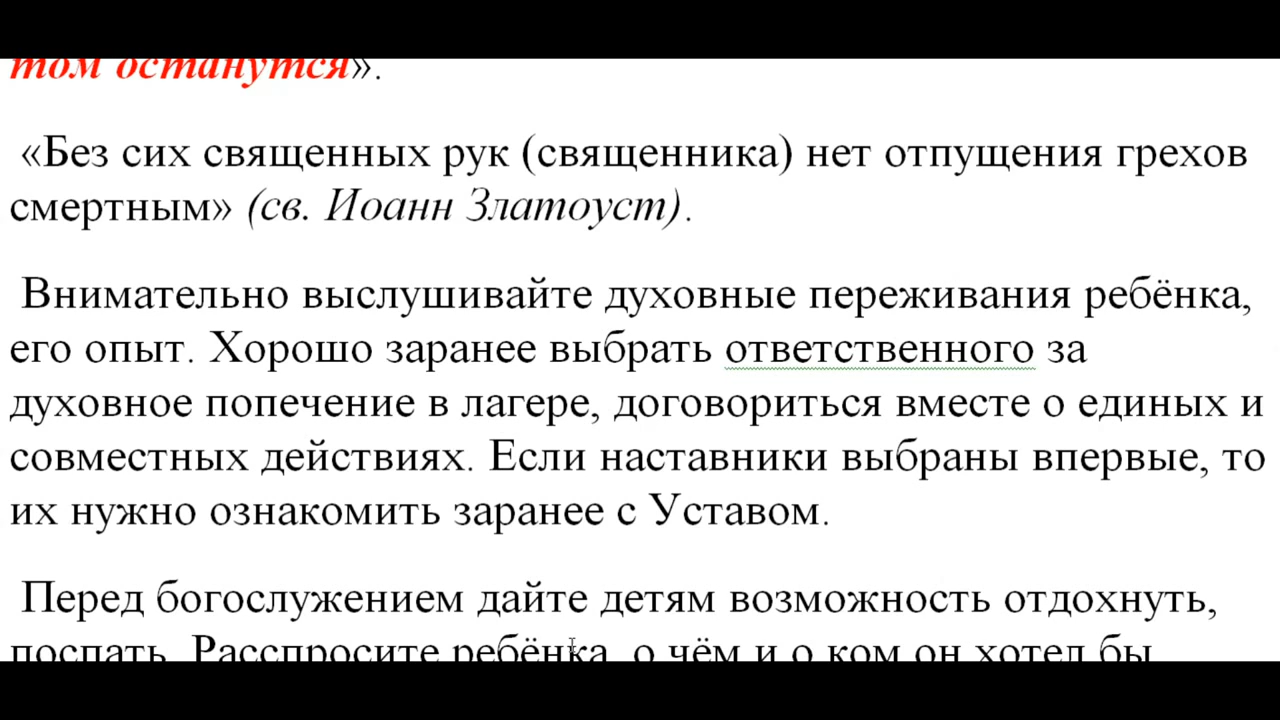 том останутся».
«Без сих священных рук (священника) нет отпущения грехов
смертным» (св. Иоанн Златоуст).
Внимательно выслушивайте духовные переживания ребёнка,
его опыт. Хорошо заранее выбрать ответственного за
духовное попечение в лагере, договориться вместе о единых и
совместных действиях. Если наставники выбраны впервые, то
их нужно ознакомить заранее с Уставом.
Перед богослужением дайте детям возможность отдохнуть,
поспать. Расспросите ребёнка, о чём и о ком он хотел бы